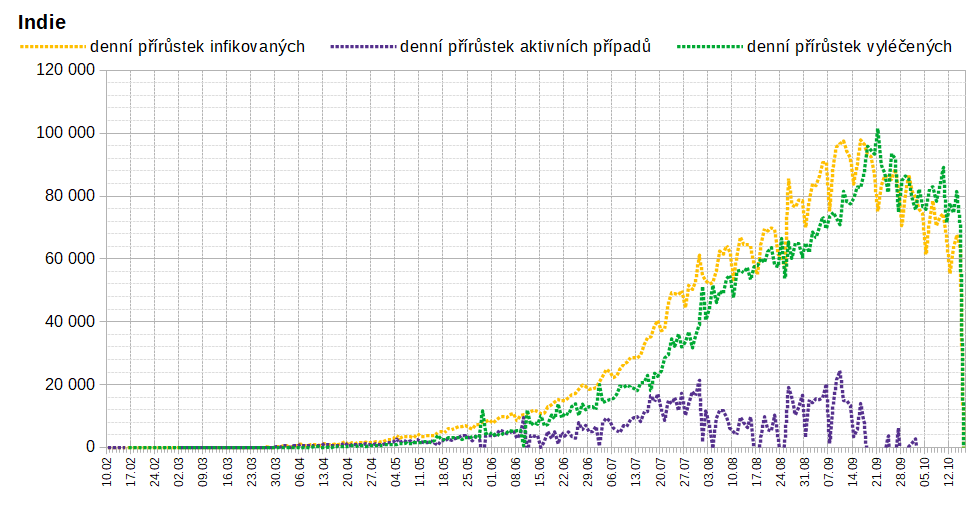 Indie
denní přírůstek infikovaných denní přírůstek aktivních případů denní přírůstek vyléčených
120 000
100 000
80 000
60 000
40 000
20 000
0
10.02 17.02 24.02 02.03 09.03 16.03 23.03 30.03 06.04 13.04 20.04 27.04 04.05 11.05 18.05 25.05 01.06 08.06 15.06 22.06 29.06 06.07 13.07 20.07 27.07 03.08 10.08 17.08 24.08 31.08 07.09 14.09 21.09 28.09 05.10 12.10